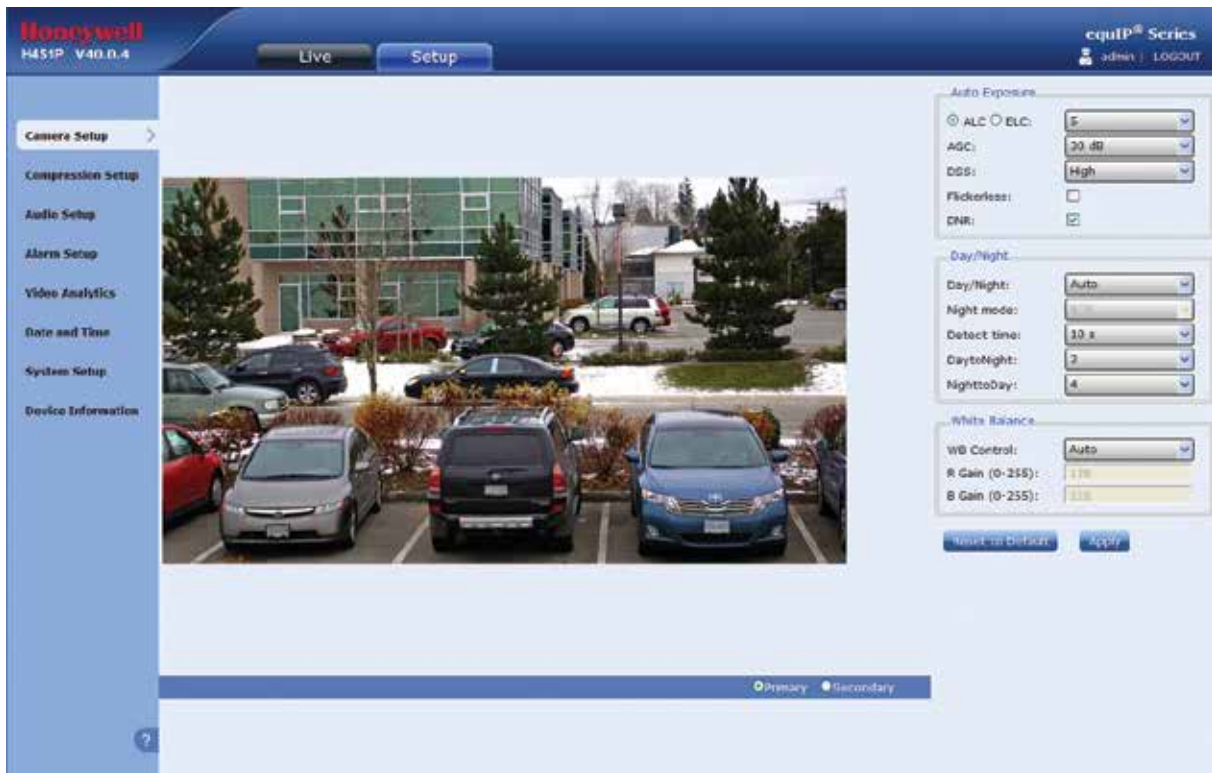 Honeywell
H4S1P V40.0.4
Live
Setup
equIP® Series
admin | LOGOUT
Camera Setup
Compression Setup
Audio Setup
Alarm Setup
Video Analytics
Date and Time
System Setup
Device Information
?
Auto Exposure
ALC ELC: 5
AGC: 30 dB
DSS: High
Flickerless:
DNR:
Day/Night
Day/Night: Auto
Night mode:
Detect time: 10 s
DaytoNight: 2
NighttoDay: 4
White Balance
WB Control: Auto
R Gain (0-255):
B Gain (0-255):
Reset to Default
Apply
Primary Secondary